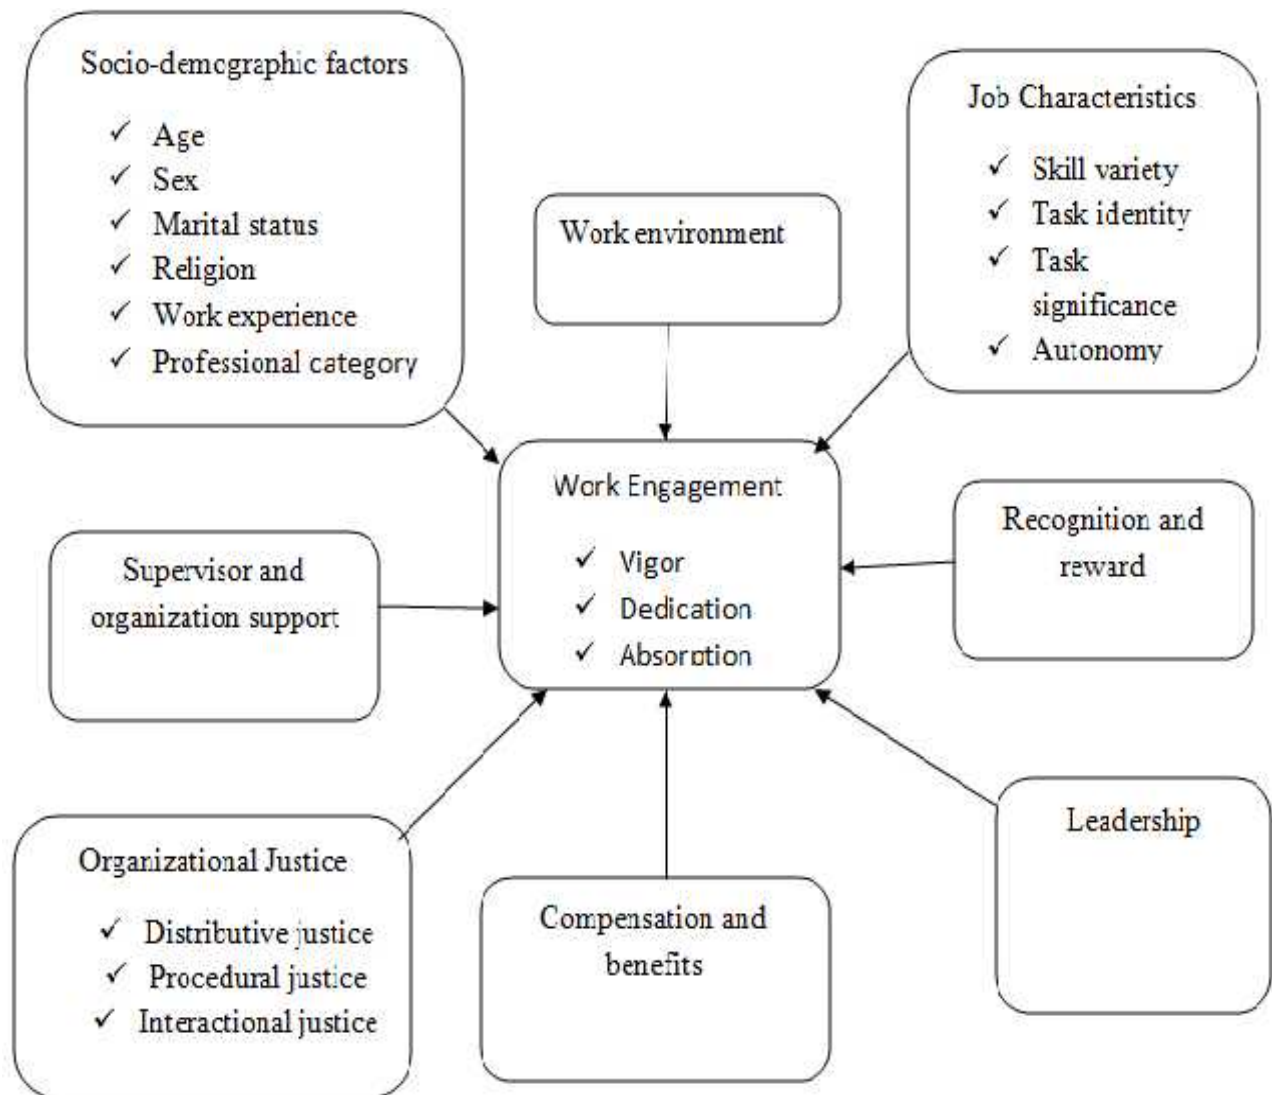 Socio-demographic factors
✓ Age
✓ Sex
✓ Marital status
✓ Religion
✓ Work experience
✓ Professional category
Work environment
Job Characteristics
✓ Skill variety
✓ Task identity
✓ Task
significance
✓ Autonomy
Work Engagement
✓ Vigor
✓ Dedication
✓ Absorption
Supervisor and
organization support
Recognition and
reward
Organizational Justice
✓ Distributive justice
✓ Procedural justice
✓ Interactional justice
Compensation and
benefits
Leadership